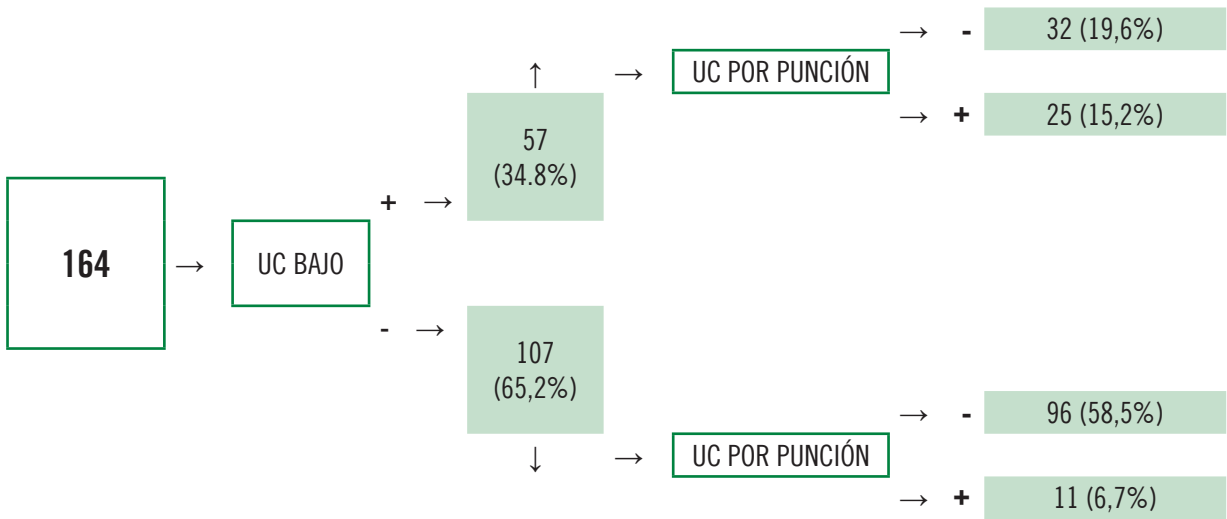 → - 32 (19,6%)
↑ → UC POR PUNCIÓN
→ + 25 (15,2%)
57
(34.8%)
+ →
164 → UC BAJO
- →
107
(65,2%)
→ - 96 (58,5%)
↓ → UC POR PUNCIÓN
→ + 11 (6,7%)